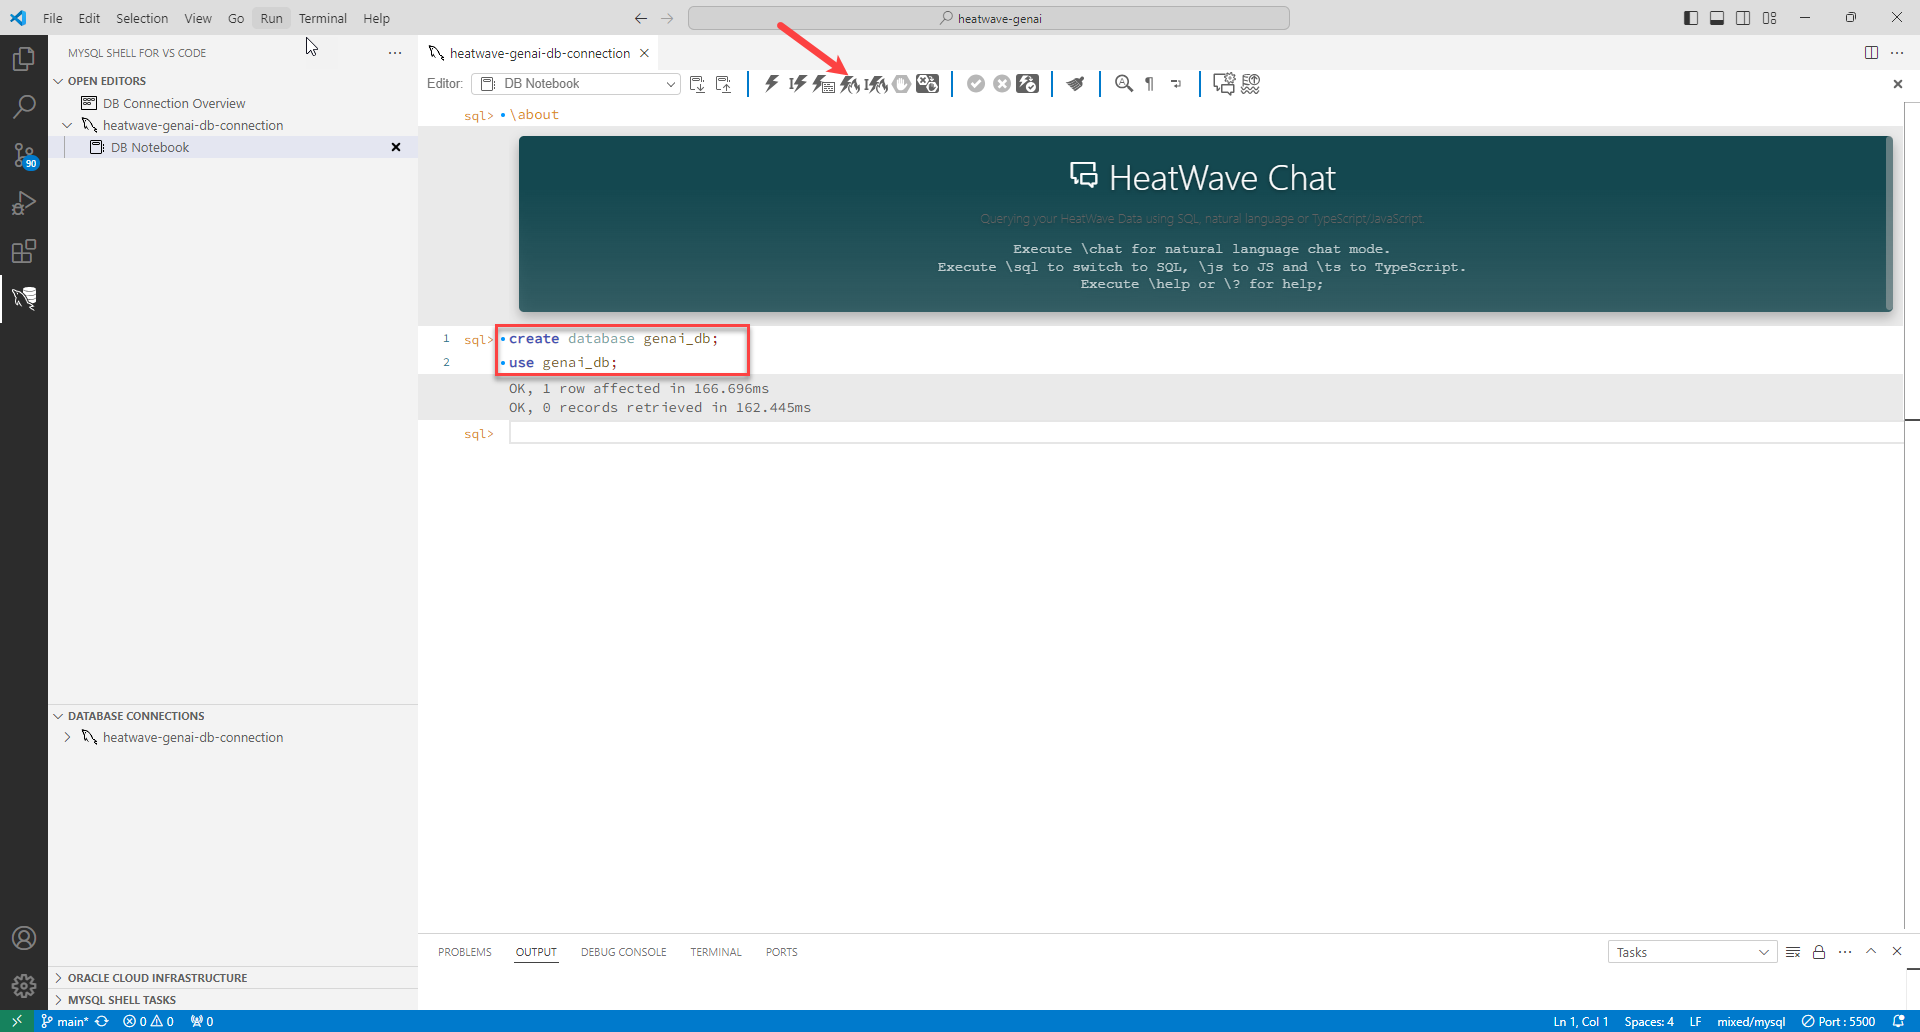 File Edit Selection View Go Run Terminal Help
heatwave-genai
MYSQL SHELL FOR VS CODE
OPEN EDITORS
DB Connection Overview
heatwave-genai-db-connection
DB Notebook
DATABASE CONNECTIONS
heatwave-genai-db-connection
ORACLE CLOUD INFRASTRUCTURE
MYSQL SHELL TASKS
90
heatwave-genai-db-connection
Editor: DB Notebook
sql> \about
HeatWave Chat
Querying your HeatWave Data using SQL, natural language or TypeScript/JavaScript.
Execute \chat for natural language chat mode.
Execute \sql to switch to SQL, \js to JS and \ts to TypeScript.
Execute \help or \? for help;
1 sql> create database genai_db;
2 use genai_db;
OK, 1 row affected in 166.696ms
OK, 0 records retrieved in 162.445ms
sql>
PROBLEMS OUTPUT DEBUG CONSOLE TERMINAL PORTS
Tasks
main* 0 0 0
Ln 1, Col 1 Spaces: 4 LF mixed/mysql Port : 5500